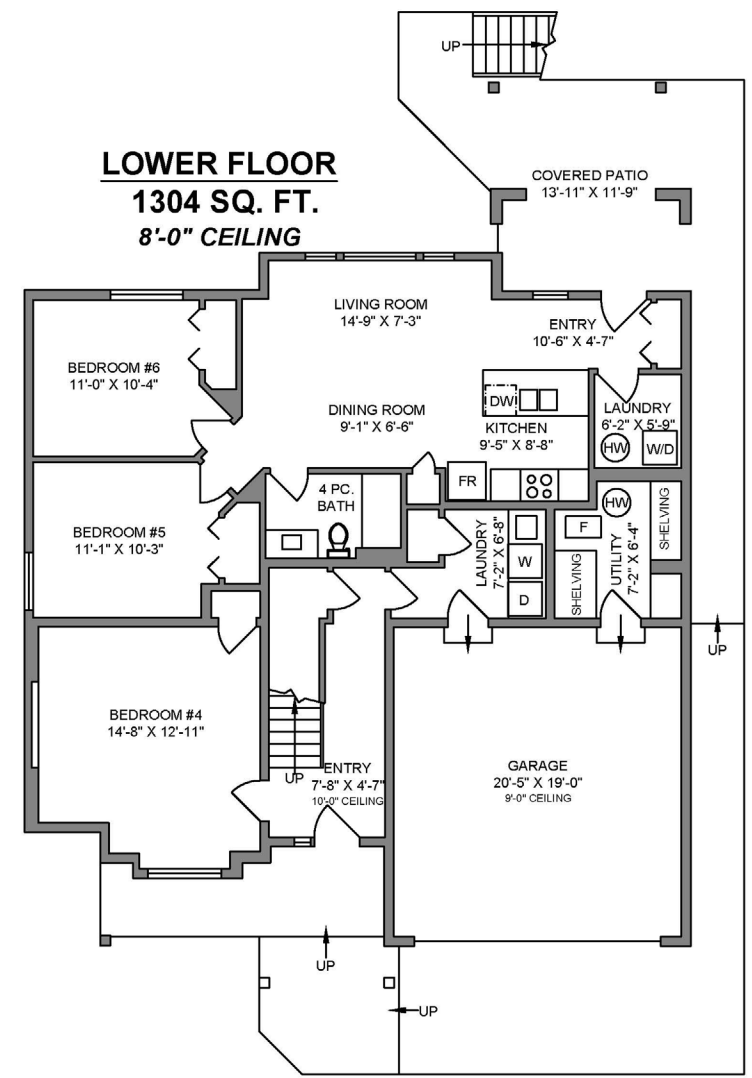 UP
LOWER FLOOR
1304 SQ. FT.
8'-0" CEILING
COVERED PATIO
13'-11" X 11'-9"
LIVING ROOM
14'-9" X 7'-3"
ENTRY
10'-6" X 4'-7"
BEDROOM #6
11'-0" X 10'-4"
DINING ROOM
9'-1" X 6'-6"
DW
KITCHEN
9'-5" X 8'-8"
LAUNDRY
6'-2" X 5'-9"
HW
W/D
FR
4 PC.
BATH
BEDROOM #5
11'-1" X 10'-3"
LAUNDRY
7'-2" X 6'-8"
W
D
HW
F
UTILITY
7'-2" X 6'-4"
SHELVING
SHELVING
UP
BEDROOM #4
14'-8" X 12'-11"
UP
ENTRY
7'-8" X 4'-7"
10'-0" CEILING
GARAGE
20'-5" X 19'-0"
9'-0" CEILING
UP
UP